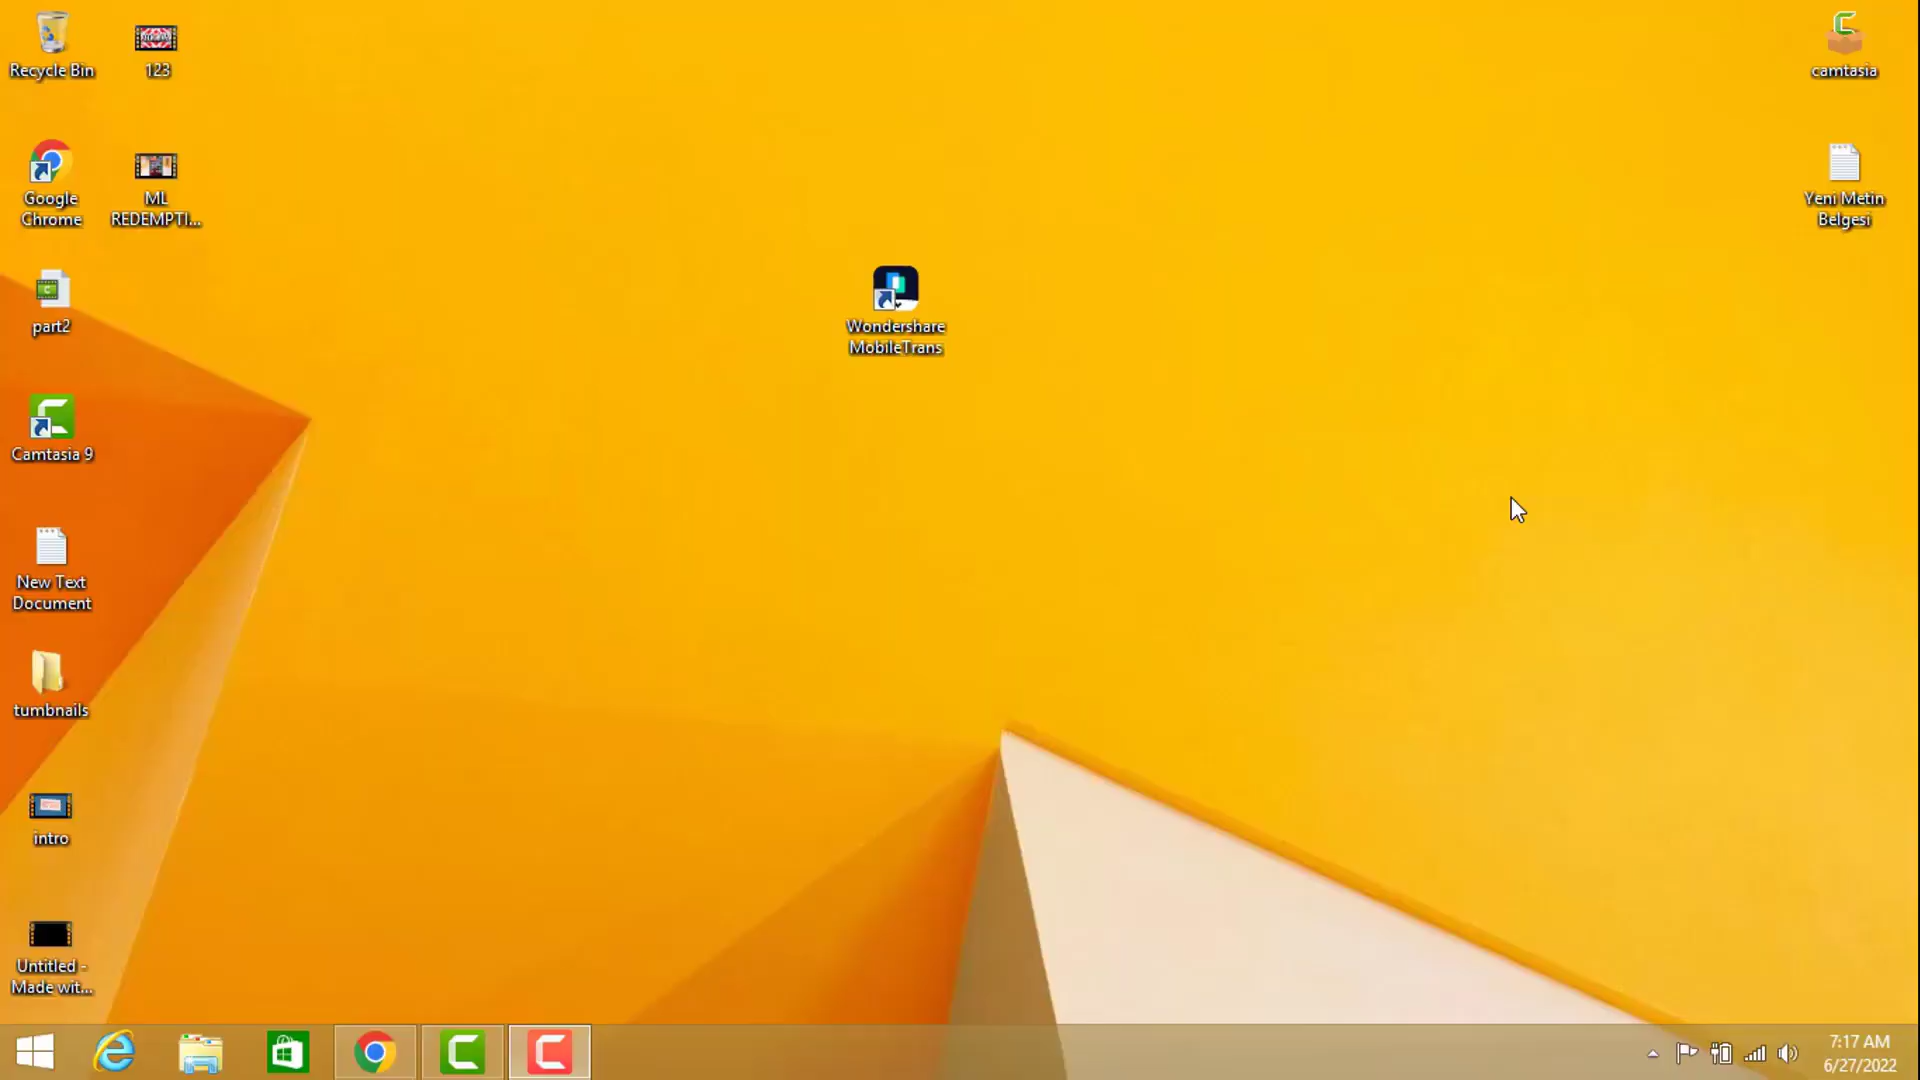 Recycle Bin
123
Google
Chrome
ML
REDEMPTI...
part2
Camtasia 9
New Text
Document
tumbnails
intro
Untitled -
Made wit...
Wondershare
MobileTrans
camtasia
Yeni Metin
Belgesi
7:17 AM
6/27/2022